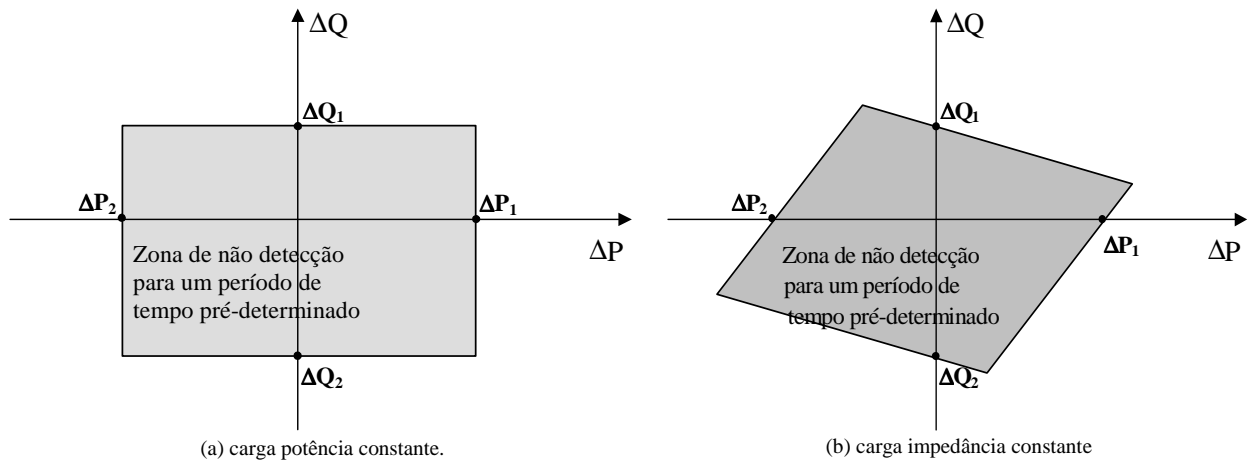 ΔQ
ΔQ₁
ΔP₂
ΔP₁
ΔP
Zona de não detecção
para um período de
tempo pré-determinado
ΔQ₂
(a) carga potência constante.
ΔQ
ΔQ₁
ΔP₂
ΔP₁
ΔP
Zona de não detecção
para um período de
tempo pré-determinado
ΔQ₂
(b) carga impedância constante